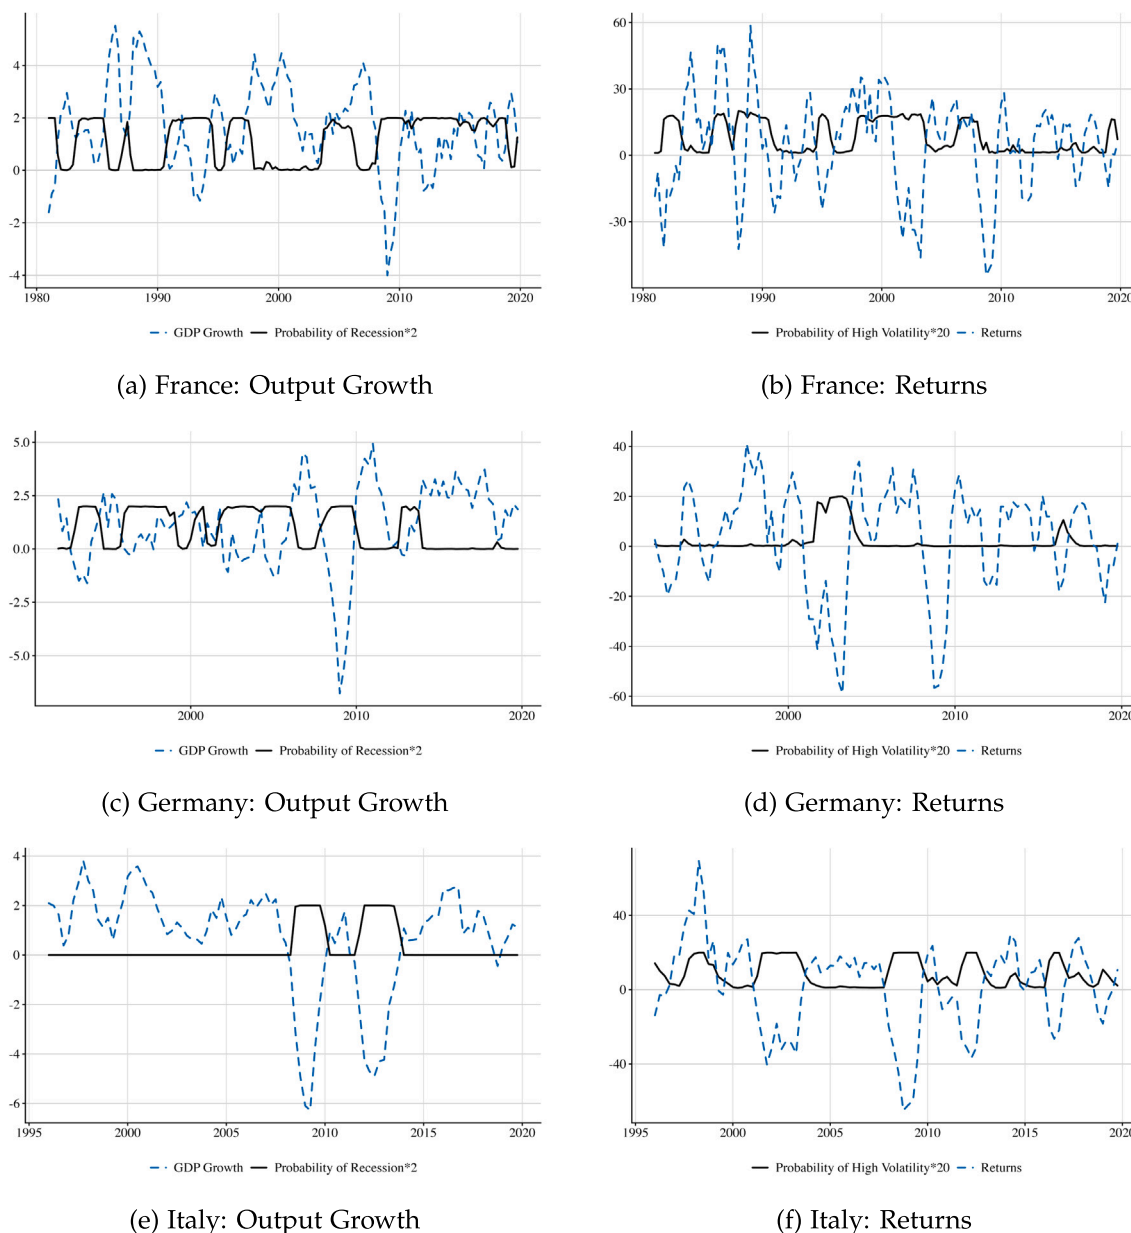 4
2
0
-2
-4
1980 1990 2000 2010 2020
GDP Growth Probability of Recession*2
(a) France: Output Growth
60
30
0
-30
1980 1990 2000 2010 2020
Probability of High Volatility*20 Returns
(b) France: Returns
5.0
2.5
0.0
-2.5
-5.0
2000 2010 2020
GDP Growth Probability of Recession*2
(c) Germany: Output Growth
40
20
0
-20
-40
-60
2000 2010 2020
Probability of High Volatility*20 Returns
(d) Germany: Returns
4
2
0
-2
-4
-6
1995 2000 2005 2010 2015 2020
GDP Growth Probability of Recession*2
(e) Italy: Output Growth
40
0
-40
1995 2000 2005 2010 2015 2020
Probability of High Volatility*20 Returns
(f) Italy: Returns